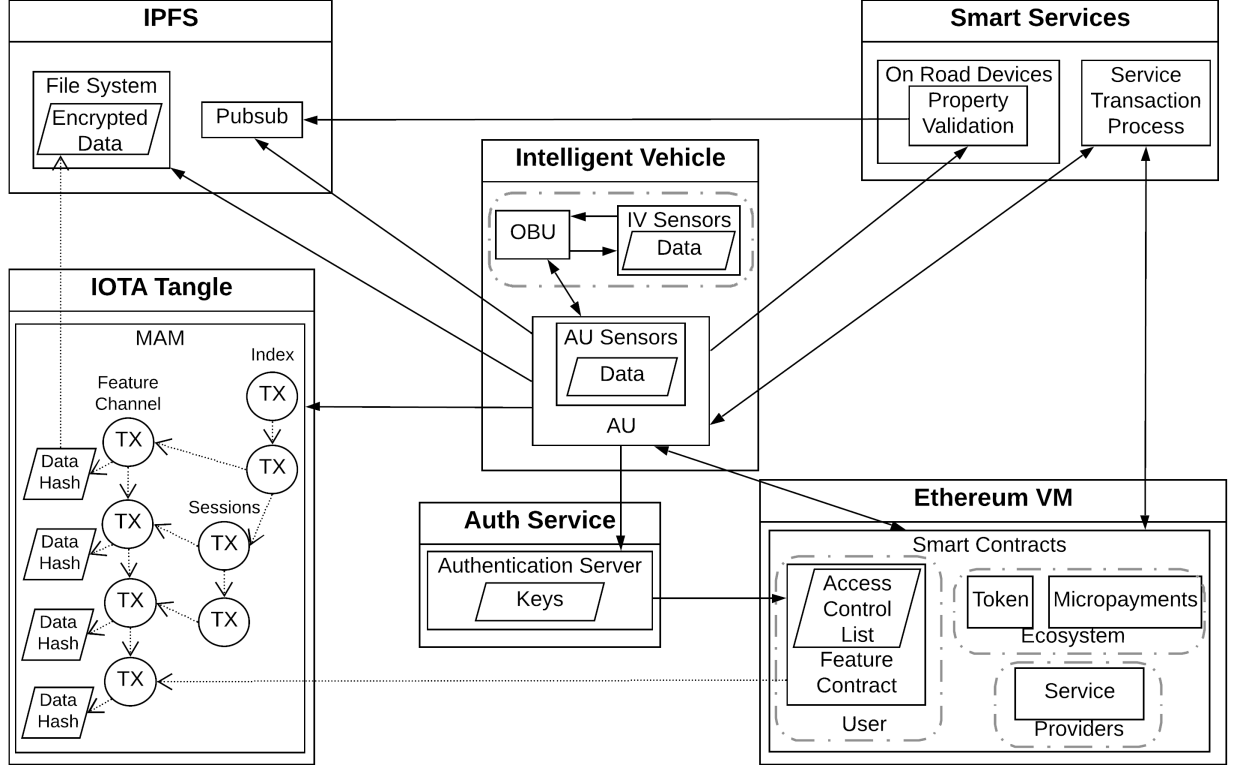 IPFS
File System
Encrypted
Data
Pubsub
Smart Services
On Road Devices
Property
Validation
Service
Transaction
Process
Intelligent Vehicle
OBU
IV Sensors
Data
AU Sensors
Data
AU
IOTA Tangle
MAM
Index
TX
Feature
Channel
TX
TX
Data
Hash
Sessions
TX
TX
Data
Hash
TX
TX
Data
Hash
TX
Data
Hash
Auth Service
Authentication Server
Keys
Ethereum VM
Smart Contracts
Access
Control
List
Feature
Contract
User
Token
Micropayments
Ecosystem
Service
Providers